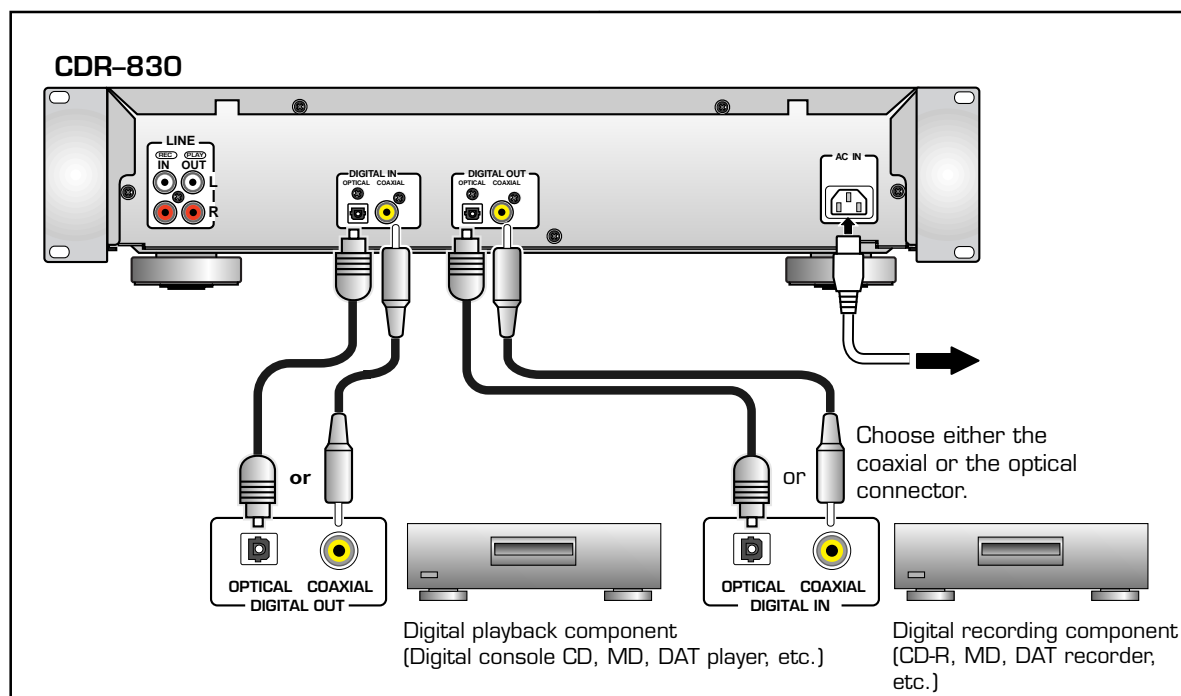 CDR–830
LINE
REC PLAY
IN OUT
L
R
DIGITAL IN
OPTICAL COAXIAL
DIGITAL OUT
OPTICAL COAXIAL
AC IN
or
OPTICAL COAXIAL
DIGITAL OUT
Digital playback component
(Digital console CD, MD, DAT player, etc.)
or
Choose either the
coaxial or the optical
connector.
OPTICAL COAXIAL
DIGITAL IN
Digital recording component
(CD-R, MD, DAT recorder,
etc.)